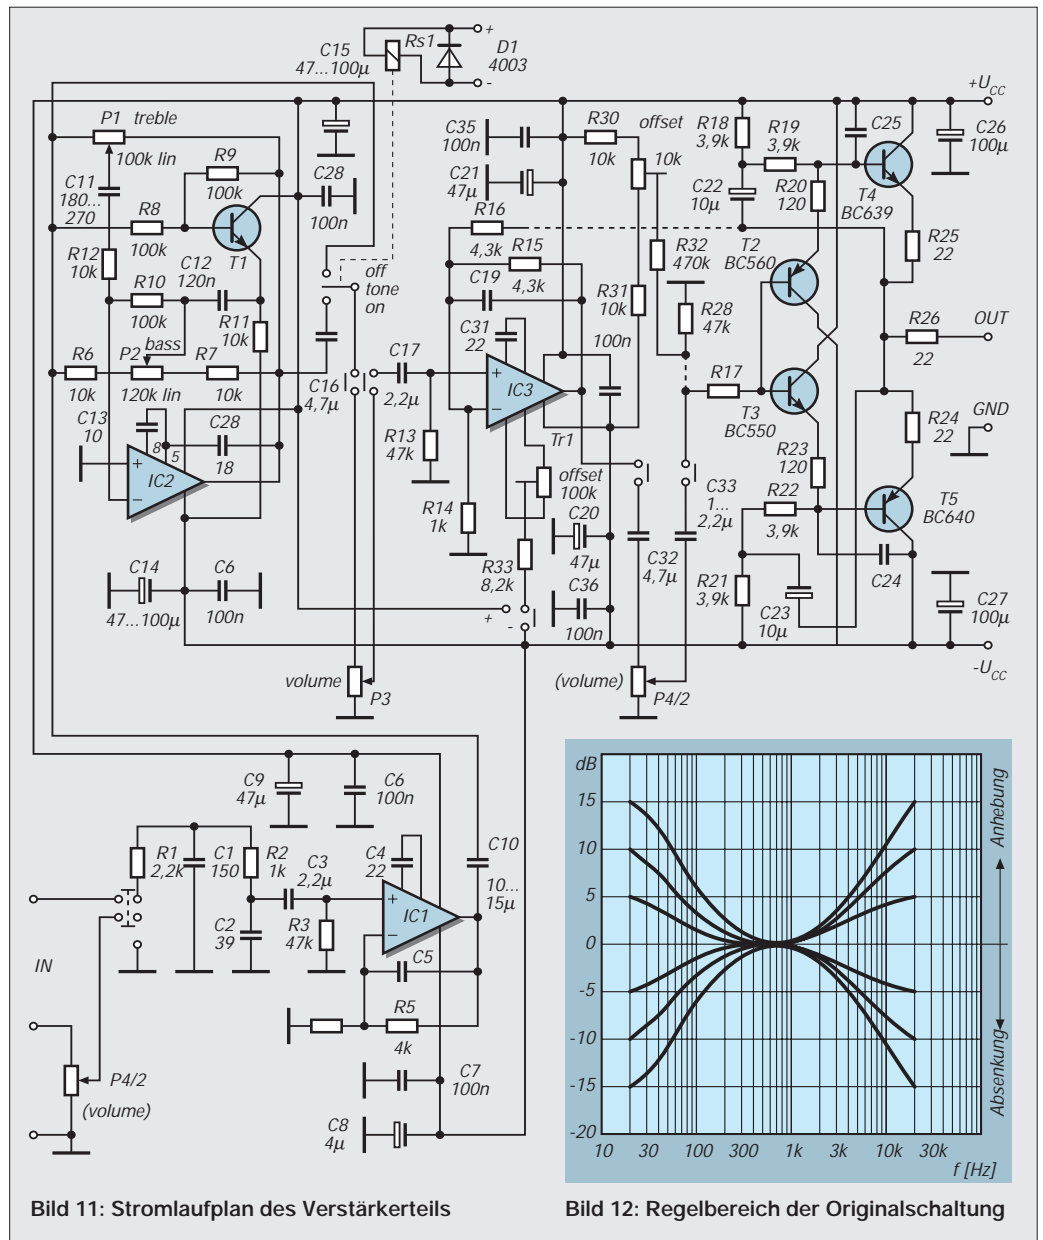 C15
47...100µ
Rs1
+
-
D1
4003
+U_CC
P1 treble
100k lin
C11
180...
270
R9
100k
R8
100k
T1
C28
100n
R12
10k
R10
100k
C12
120n
R11
10k
off
tone
on
R6
10k
P2
bass
120k lin
R7
10k
C16
4,7µ
C13
10
8
5
C28
18
+
IC2
−
C14
47...100µ
C6
100n
C35
100n
C21
47µ
R30
10k
offset
10k
R16
4,3k
R15
4,3k
C19
C31
22
C17
2,2µ
R13
47k
+
IC3
−
R14
1k
Tr1
offset
100k
R33
8,2k
C20
47µ
C36
100n
+
-
R31
10k
100n
R32
470k
R28
47k
R17
C32
4,7µ
C33
1...
2,2µ
R18
3,9k
R19
3,9k
C22
10µ
R20
120
C25
C26
100µ
T4
BC639
T2
BC560
R25
22
R26
22
OUT
T3
BC550
R23
120
R22
3,9k
R24
22
GND
T5
BC640
R21
3,9k
C23
10µ
C24
C27
100µ
-U_CC
volume
P3
(volume)
P4/2
C9
47µ
C6
100n
R1
2,2k
C1
150
R2
1k
C3
2,2µ
C4
22
C10
10...
15µ
C2
39
R3
47k
+
IC1
−
C5
R5
4k
IN
P4/2
(volume)
C7
100n
C8
4µ
dB
15
10
5
0
-5
-10
-15
-20
10 30 100 300 1k 3k 10k 30k
f [Hz]
Anhebung
Absenkung
Bild 11: Stromlaufplan des Verstärkerteils
Bild 12: Regelbereich der Originalschaltung